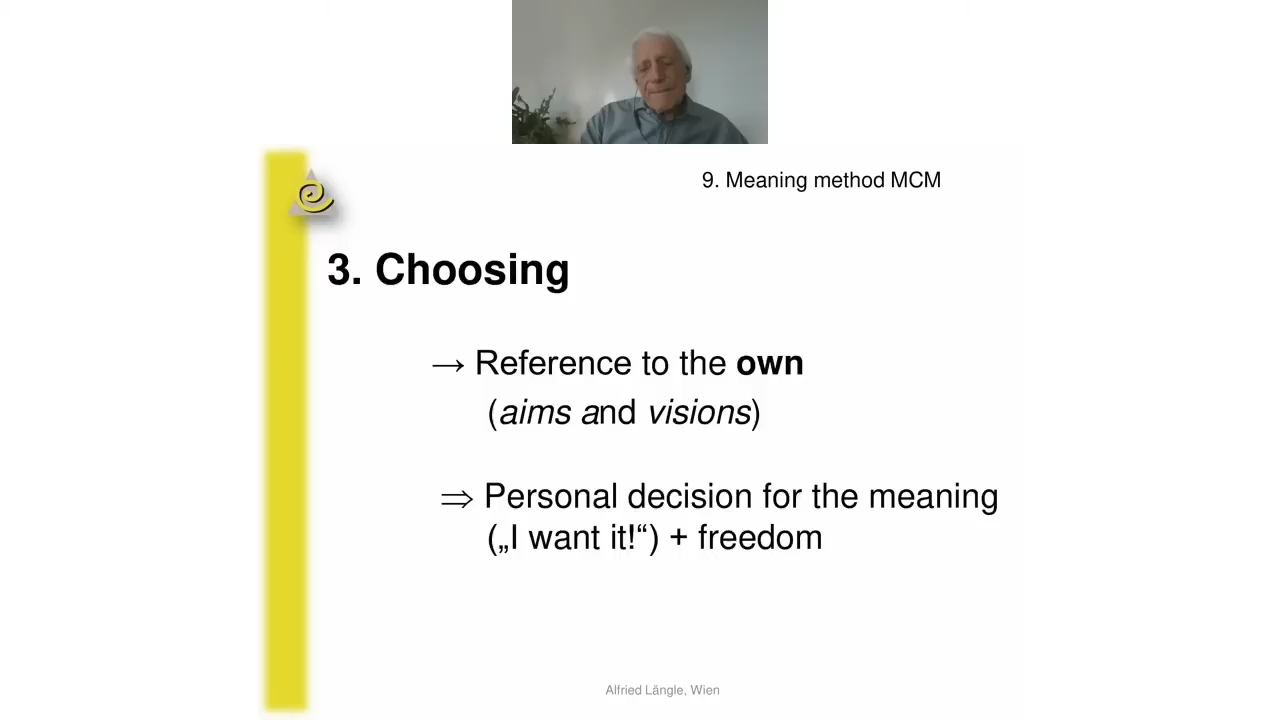 9. Meaning method MCM
3. Choosing
→ Reference to the own
(aims and visions)
⇒ Personal decision for the meaning
(„I want it!“) + freedom
Alfried Längle, Wien